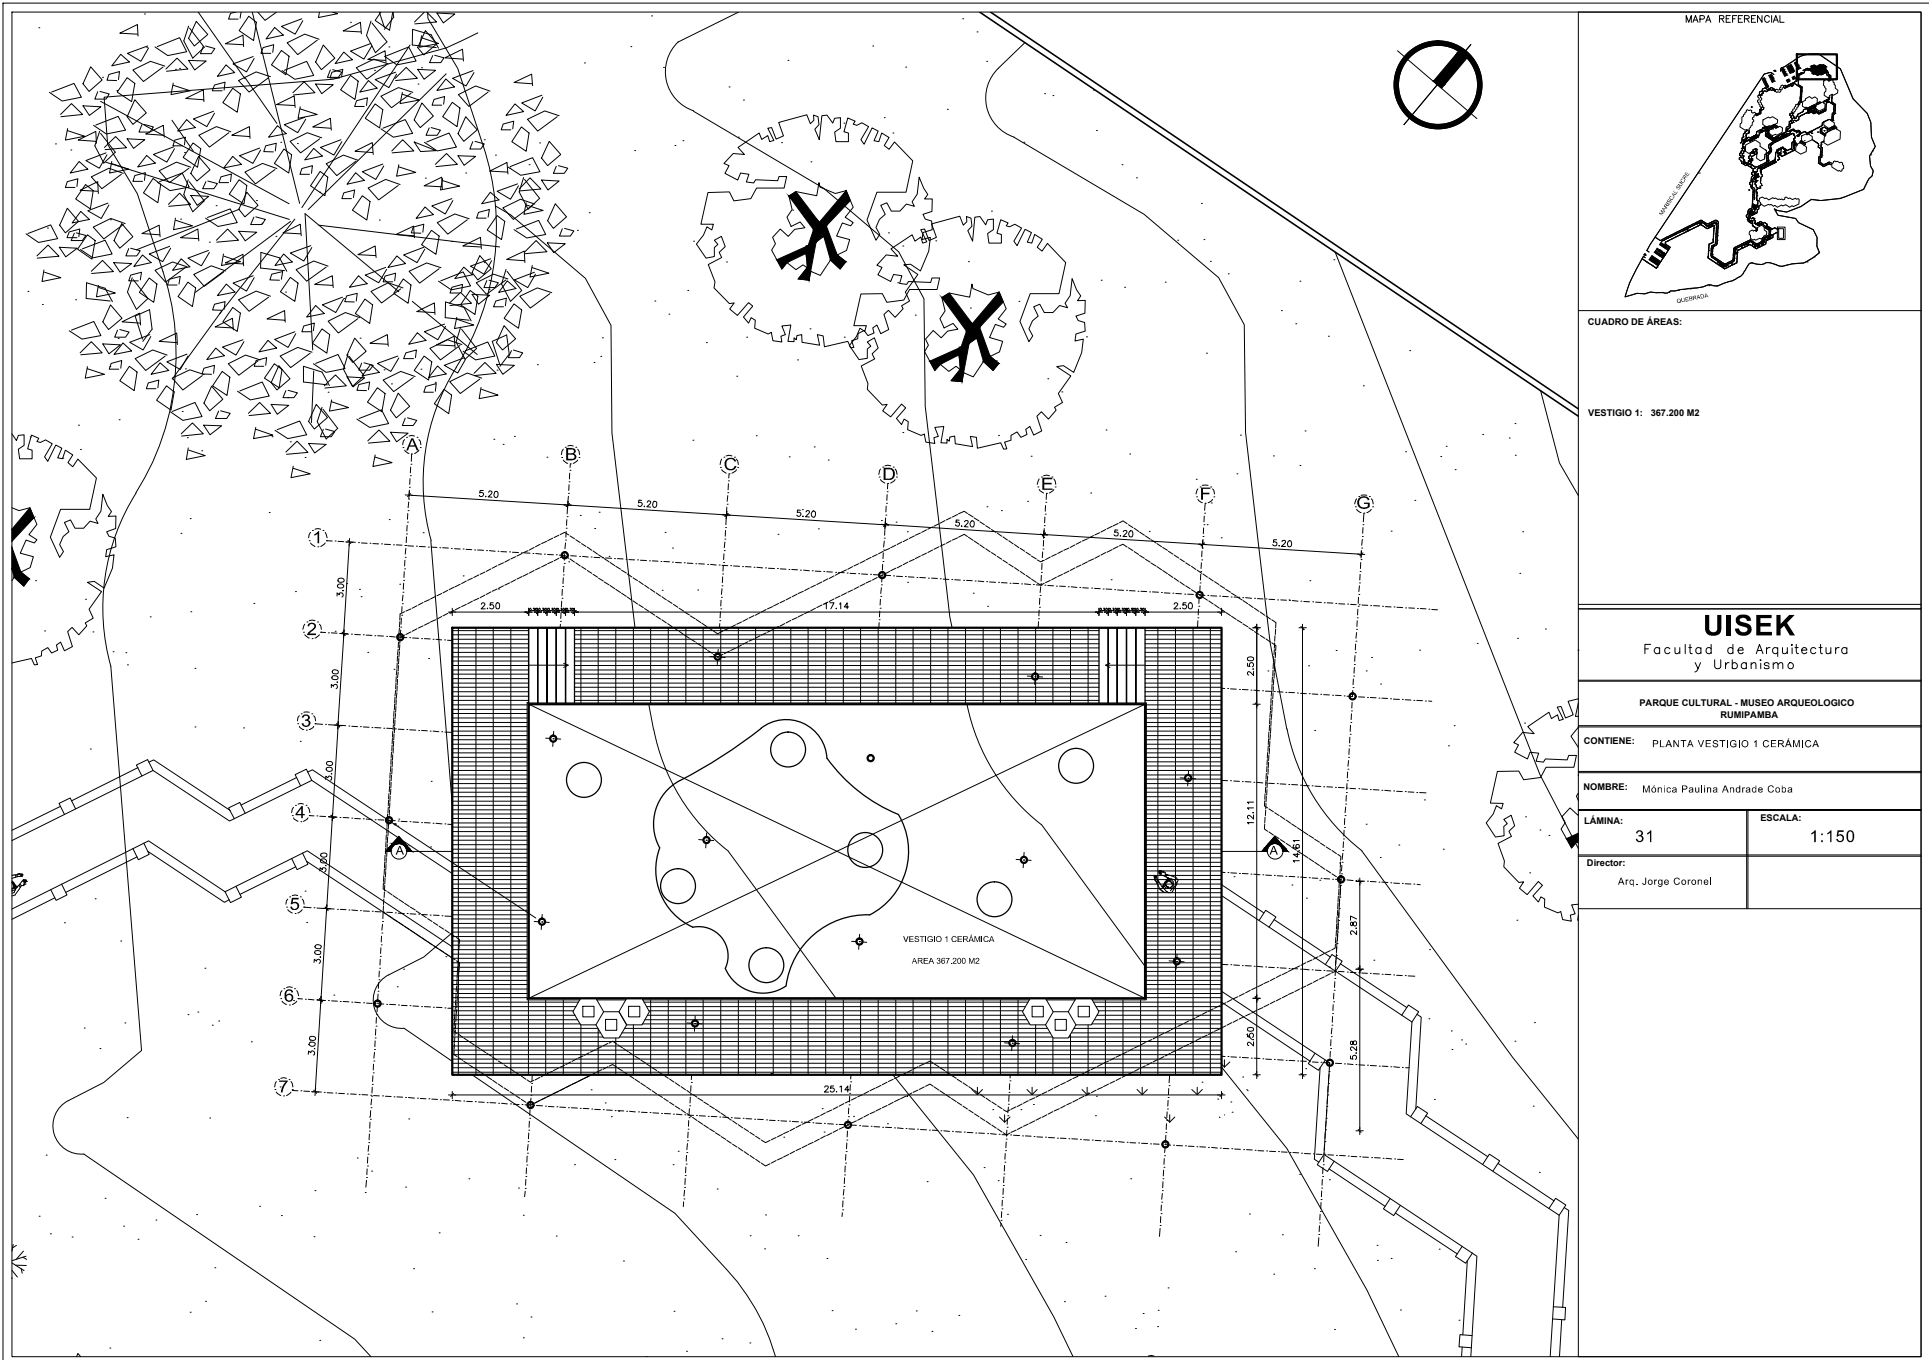 MAPA REFERENCIAL
MARISCAL SUCRE
QUEBRADA
CUADRO DE ÁREAS:
VESTIGIO 1: 367.200 M2
UISEK
Facultad de Arquitectura
y Urbanismo
PARQUE CULTURAL - MUSEO ARQUEOLOGICO
RUMIPAMBA
CONTIENE: PLANTA VESTIGIO 1 CERÁMICA
NOMBRE: Mónica Paulina Andrade Coba
LÁMINA: 31
ESCALA: 1:150
Director:
Arq. Jorge Coronel
A
B
C
D
E
F
G
5.20
5.20
5.20
5.20
5.20
5.20
1
2
3
4
5
6
7
3.00
3.00
3.00
3.00
3.00
3.00
2.50
17.14
2.50
2.50
12.11
14.61
2.50
2.87
5.28
25.14
A
A
VESTIGIO 1 CERÁMICA
AREA 367.200 M2